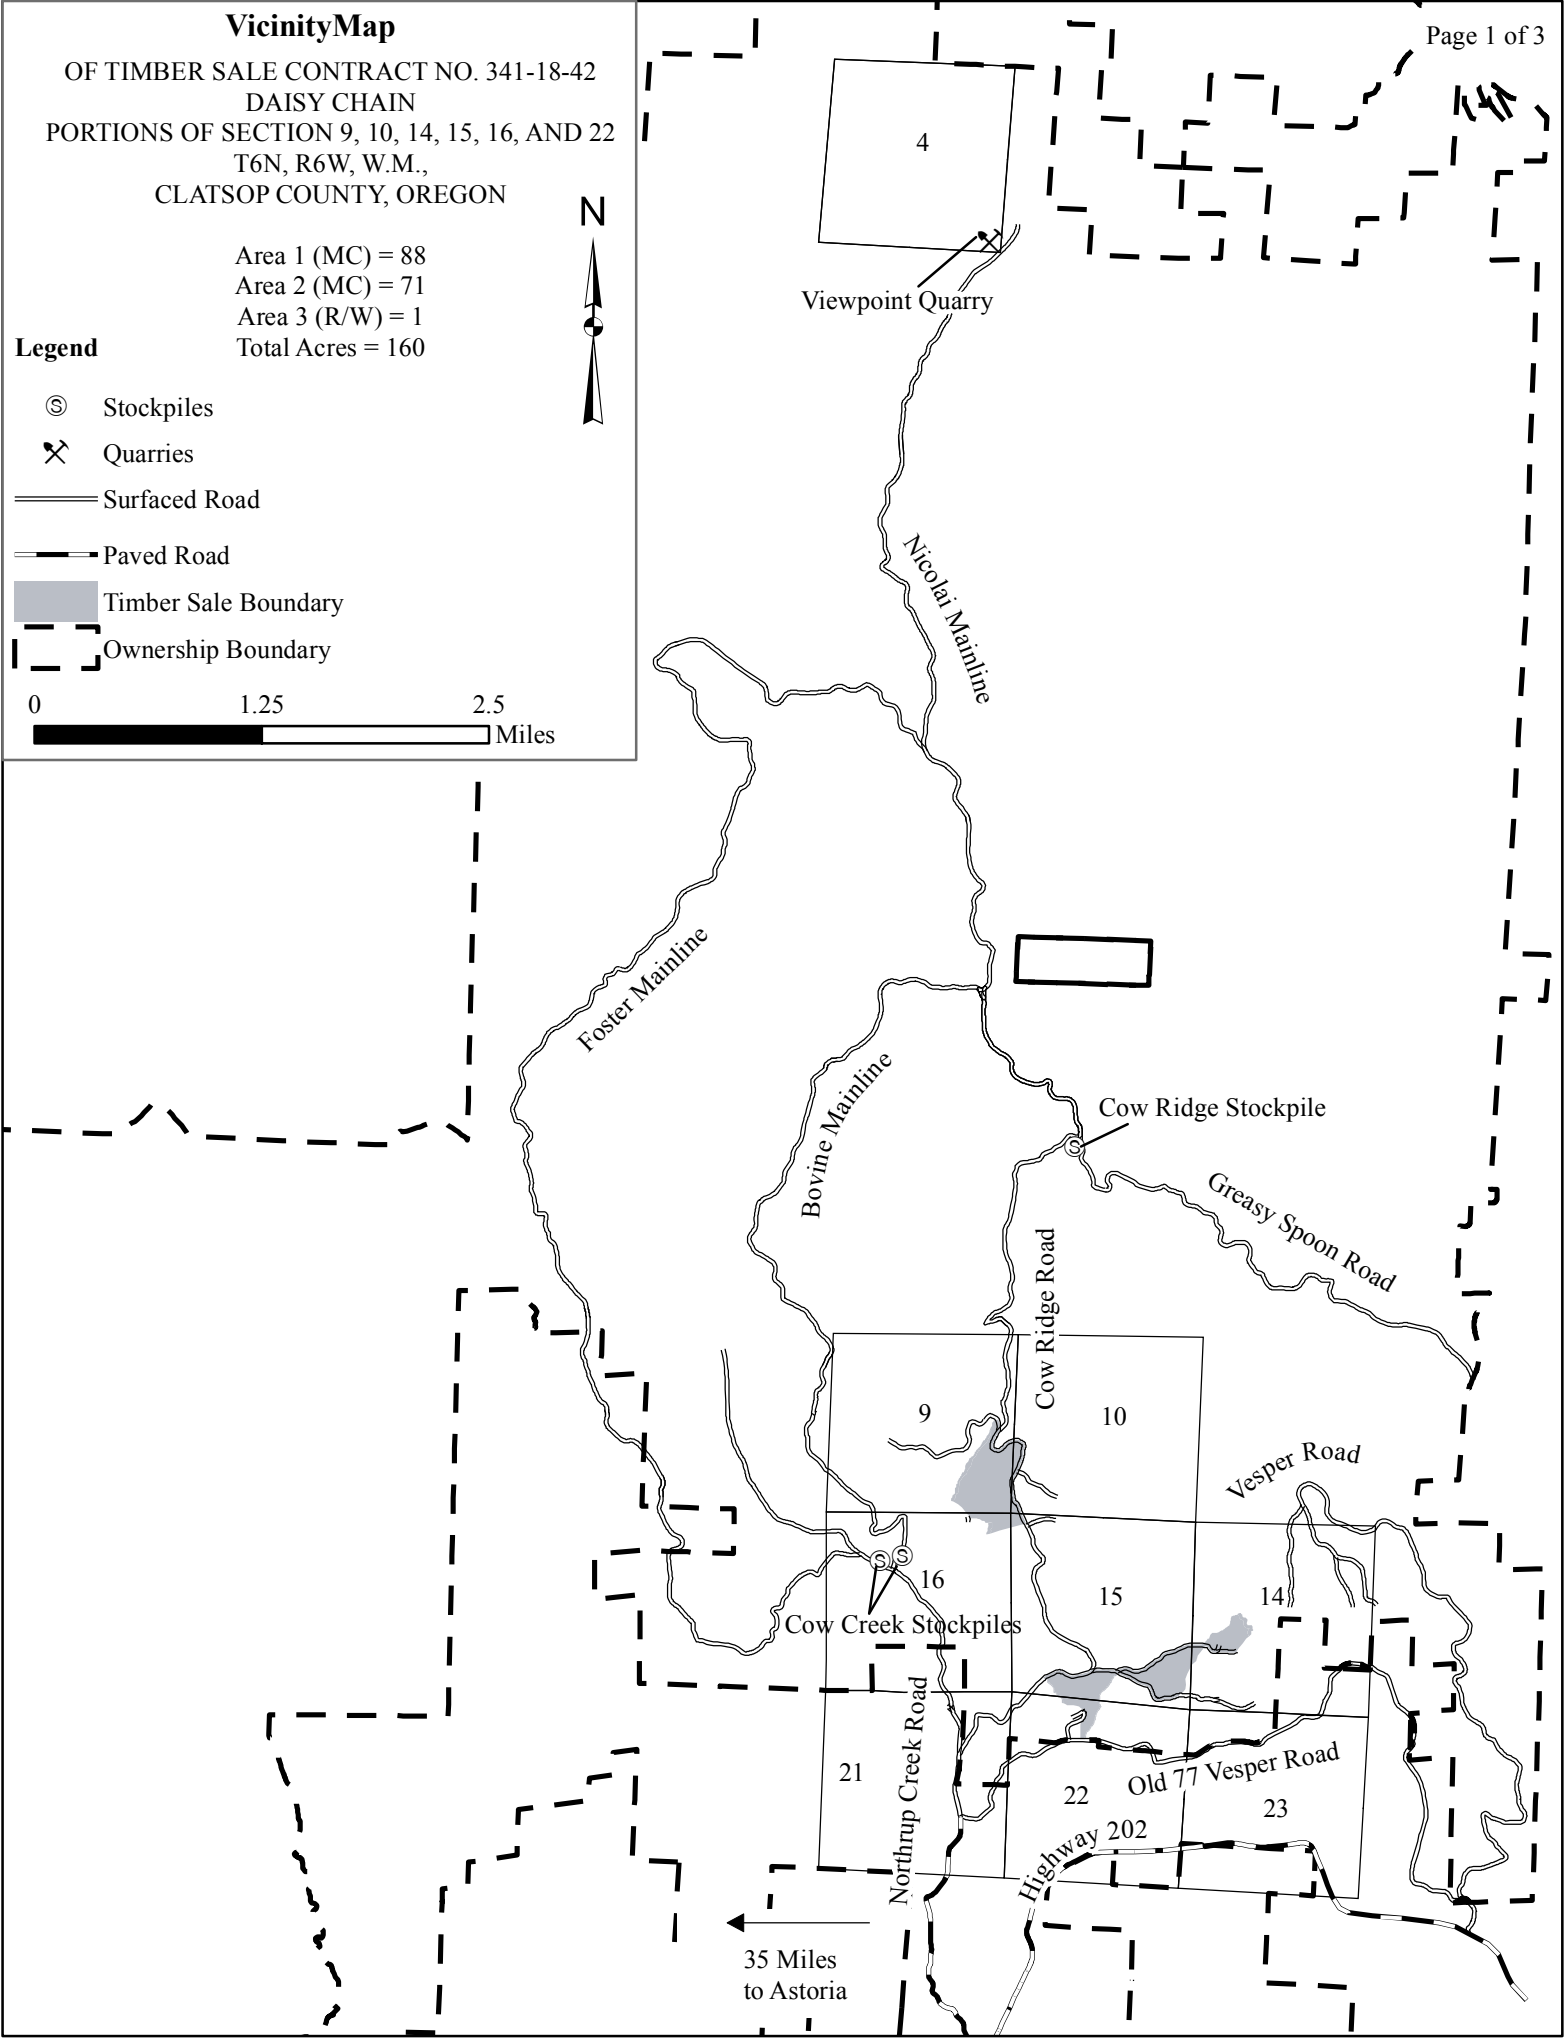 VicinityMap
OF TIMBER SALE CONTRACT NO. 341-18-42
DAISY CHAIN
PORTIONS OF SECTION 9, 10, 14, 15, 16, AND 22
T6N, R6W, W.M.,
CLATSOP COUNTY, OREGON
N
Area 1 (MC) = 88
Area 2 (MC) = 71
Area 3 (R/W) = 1
Total Acres = 160
Legend
S Stockpiles
Quarries
Surfaced Road
Paved Road
Timber Sale Boundary
Ownership Boundary
0 1.25 2.5
Miles
Page 1 of 3
4
Viewpoint Quarry
Nicolai Mainline
Foster Mainline
Bovine Mainline
Cow Ridge Stockpile
S
Greasy Spoon Road
Cow Ridge Road
9
10
Vesper Road
S S
16
15
14
Cow Creek Stockpiles
Northrup Creek Road
21
22
Old 77 Vesper Road
23
Highway 202
35 Miles
to Astoria